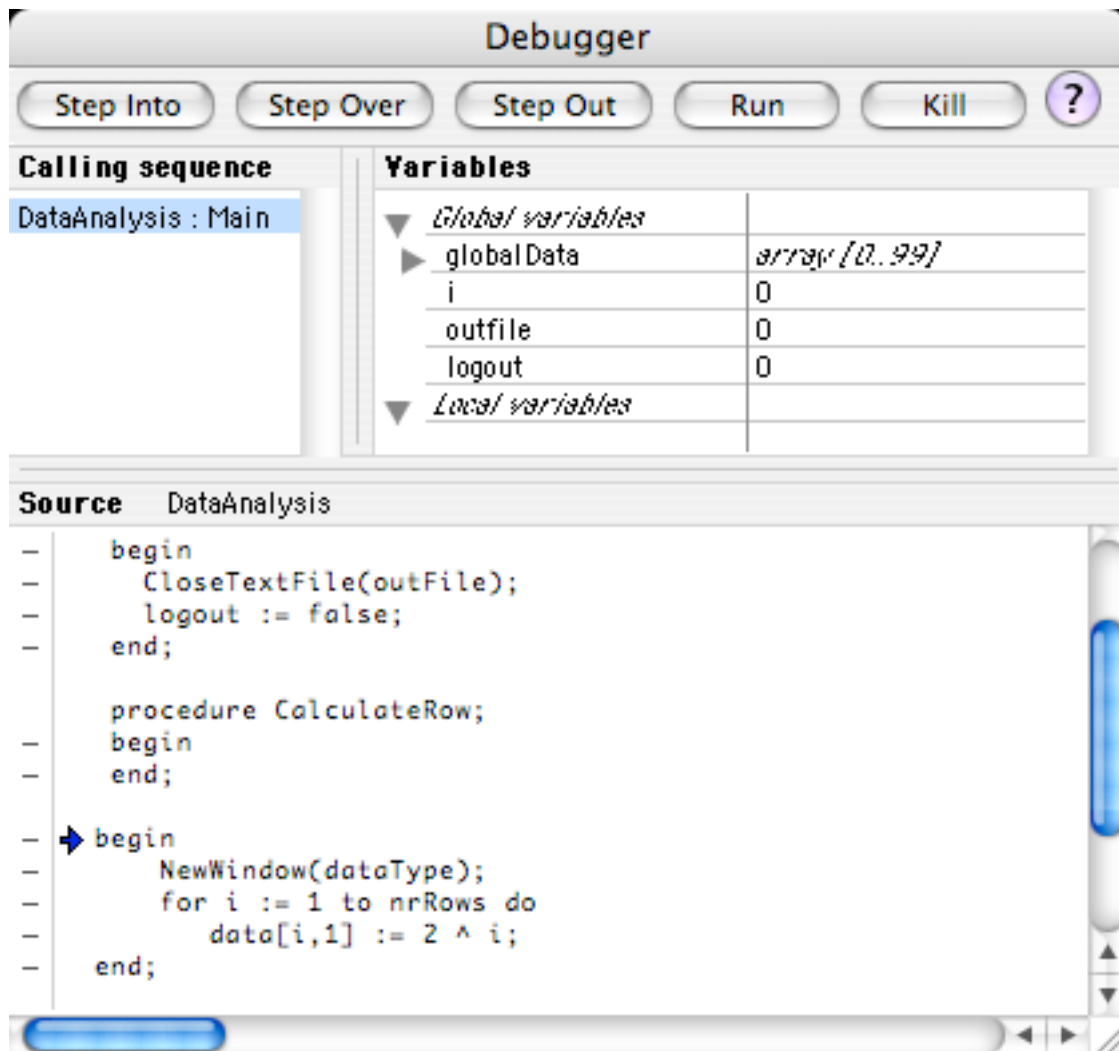 Debugger
Step Into Step Over Step Out Run Kill ?
Calling sequence
DataAnalysis : Main
Variables
Global variables
globalData array [0..99]
i 0
outfile 0
logout 0
Local variables
Source DataAnalysis
begin
CloseTextFile(outFile);
logout := false;
end;
procedure CalculateRow;
begin
end;
begin
NewWindow(dataType);
for i := 1 to nrRows do
data[i,1] := 2 ^ i;
end;